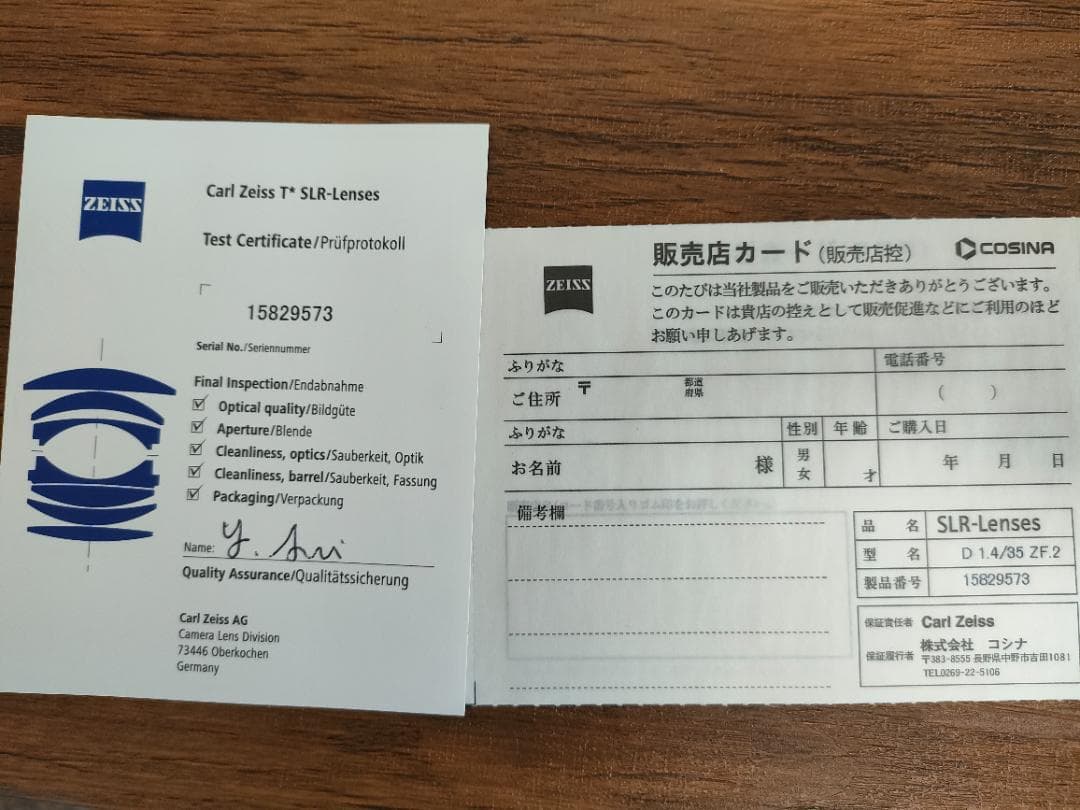 ZEISS
Carl Zeiss T* SLR-Lenses
Test Certificate/Prüfprotokoll
15829573
Serial No./Seriennummer
Final Inspection/Endabnahme
Optical quality/Bildgüte
Aperture/Blende
Cleanliness, optics/Sauberkeit, Optik
Cleanliness, barrel/Sauberkeit, Fassung
Packaging/Verpackung
Name:
Quality Assurance/Qualitätssicherung
Carl Zeiss AG
Camera Lens Division
73446 Oberkochen
Germany
ZEISS
販売店カード(販売店控)
COSINA
このたびは当社製品をご販売いただきありがとうございます。
このカードは貴店の控えとして販売促進などにご利用のほど
お願い申しあげます。
ふりがな 電話番号
ご住所 〒 都道府県 ( )
ふりがな 性別 年齢 ご購入日
お名前 様 男女 才 年 月 日
備考欄
品名 SLR-Lenses
型名 D 1.4/35 ZF.2
製品番号 15829573
保証責任者 Carl Zeiss
保証履行者 株式会社 コシナ
〒383-8555 長野県中野市吉田1081
TEL0269-22-5106